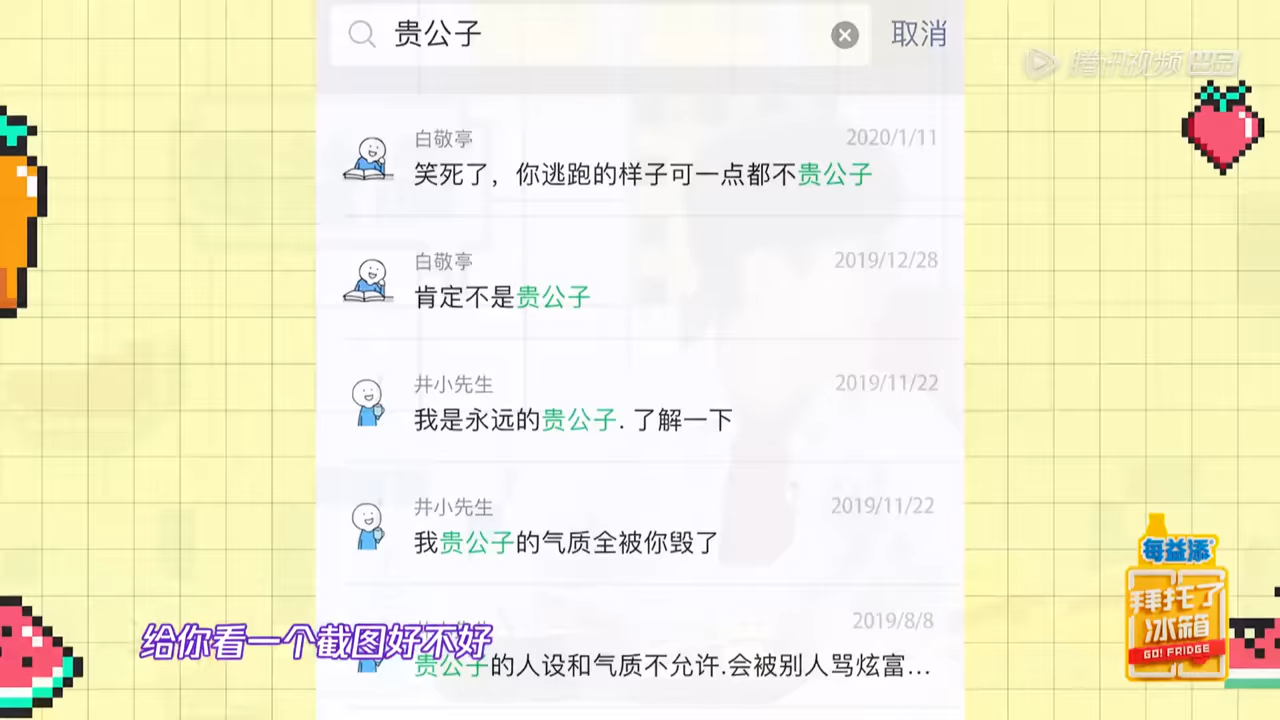 贵公子
取消
腾讯视频 出品
白敬亭
2020/1/11
笑死了，你逃跑的样子可一点都不贵公子
白敬亭
2019/12/28
肯定不是贵公子
井小先生
2019/11/22
我是永远的贵公子. 了解一下
井小先生
2019/11/22
我贵公子的气质全被你毁了
2019/8/8
贵公子的人设和气质不允许.会被别人骂炫富...
给你看一个截图好不好
每益添
拜托了
冰箱
GO! FRIDGE